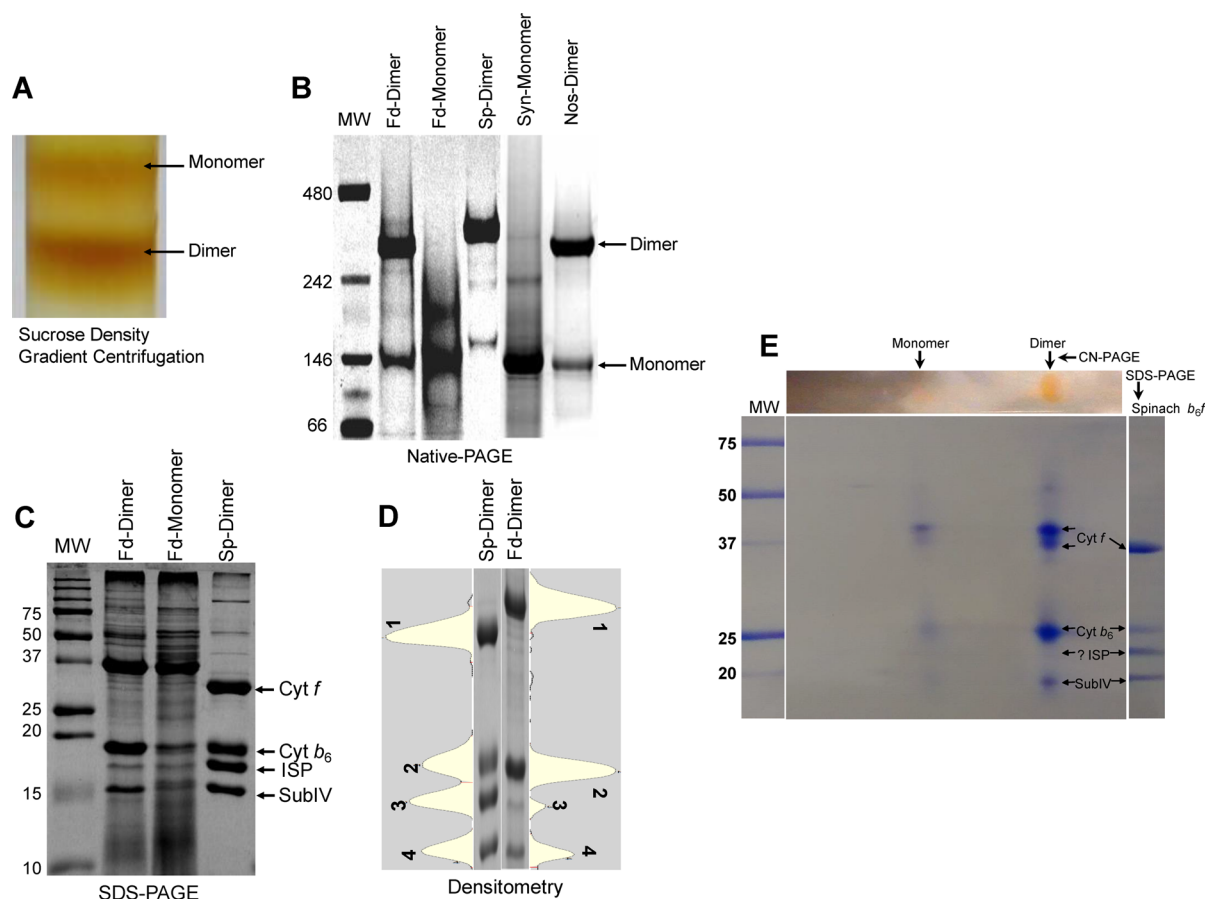 A
Monomer
Dimer
Sucrose Density
Gradient Centrifugation
B
MW
Fd-Dimer
Fd-Monomer
Sp-Dimer
Syn-Monomer
Nos-Dimer
480
242
146
66
Dimer
Monomer
Native-PAGE
C
MW
Fd-Dimer
Fd-Monomer
Sp-Dimer
75
50
37
25
20
15
10
Cyt f
Cyt b6
ISP
SubIV
SDS-PAGE
D
Sp-Dimer
Fd-Dimer
1
2
3
4
1
2
3
4
Densitometry
E
Monomer
Dimer
CN-PAGE
SDS-PAGE
Spinach b6f
MW
75
50
37
25
20
Cyt f
Cyt b6
? ISP
SubIV